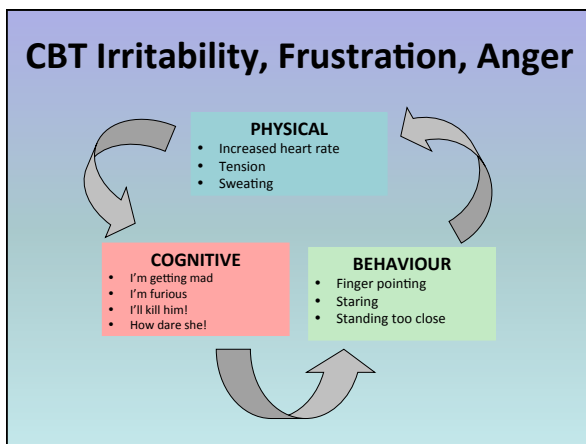 CBT Irritability, Frustration, Anger
PHYSICAL
• Increased heart rate
• Tension
• Sweating
COGNITIVE
• I'm getting mad
• I'm furious
• I'll kill him!
• How dare she!
BEHAVIOUR
• Finger pointing
• Staring
• Standing too close